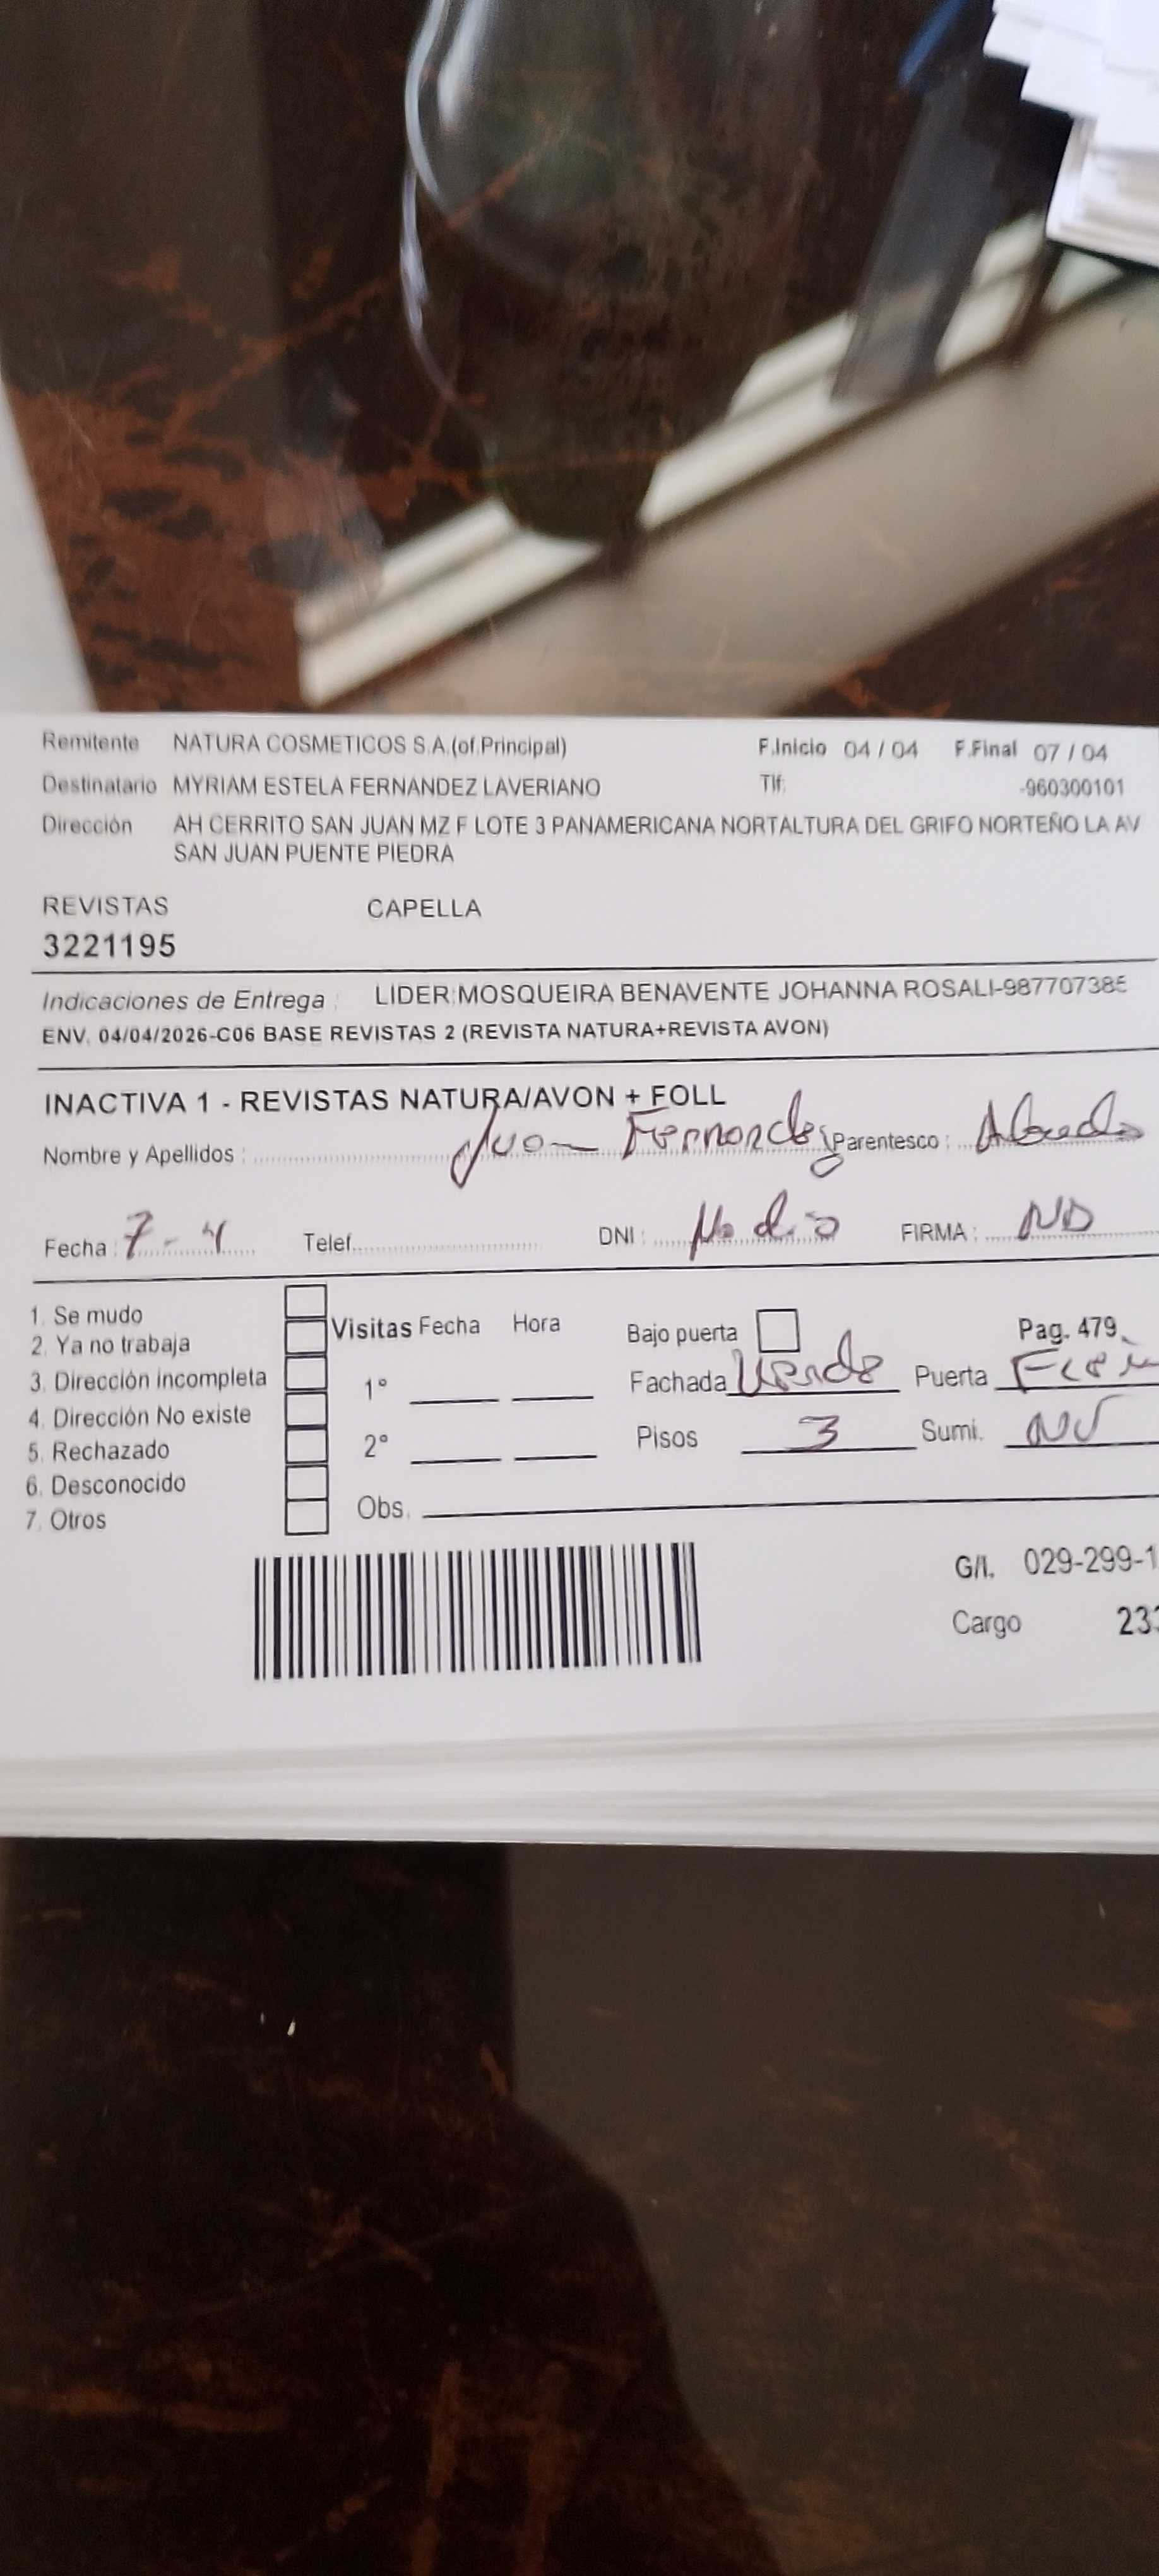 Remitente NATURA COSMETICOS S.A.(of.Principal) F.Inicio 04 / 04 F.Final 07 / 04
Destinatario MYRIAM ESTELA FERNANDEZ LAVERIANO Tlf: -960300101
Dirección AH CERRITO SAN JUAN MZ F LOTE 3 PANAMERICANA NORTALTURA DEL GRIFO NORTEÑO LA AV
SAN JUAN PUENTE PIEDRA
REVISTAS CAPELLA
3221195
Indicaciones de Entrega : LIDER:MOSQUEIRA BENAVENTE JOHANNA ROSALI-987707385
ENV. 04/04/2026-C06 BASE REVISTAS 2 (REVISTA NATURA+REVISTA AVON)
INACTIVA 1 - REVISTAS NATURA/AVON + FOLL
Nombre y Apellidos : Juan Fernandez Parentesco :
Fecha : 7 - 4 Telef. DNI : No dio FIRMA : ND
1. Se mudo
2. Ya no trabaja
3. Dirección incompleta
4. Dirección No existe
5. Rechazado
6. Desconocido
7. Otros
Visitas Fecha Hora
1°
2°
Obs.
Bajo puerta Pag. 479
Fachada Verde Puerta
Pisos 3 Sumi. NV
G/I. 029-299-1
Cargo 233